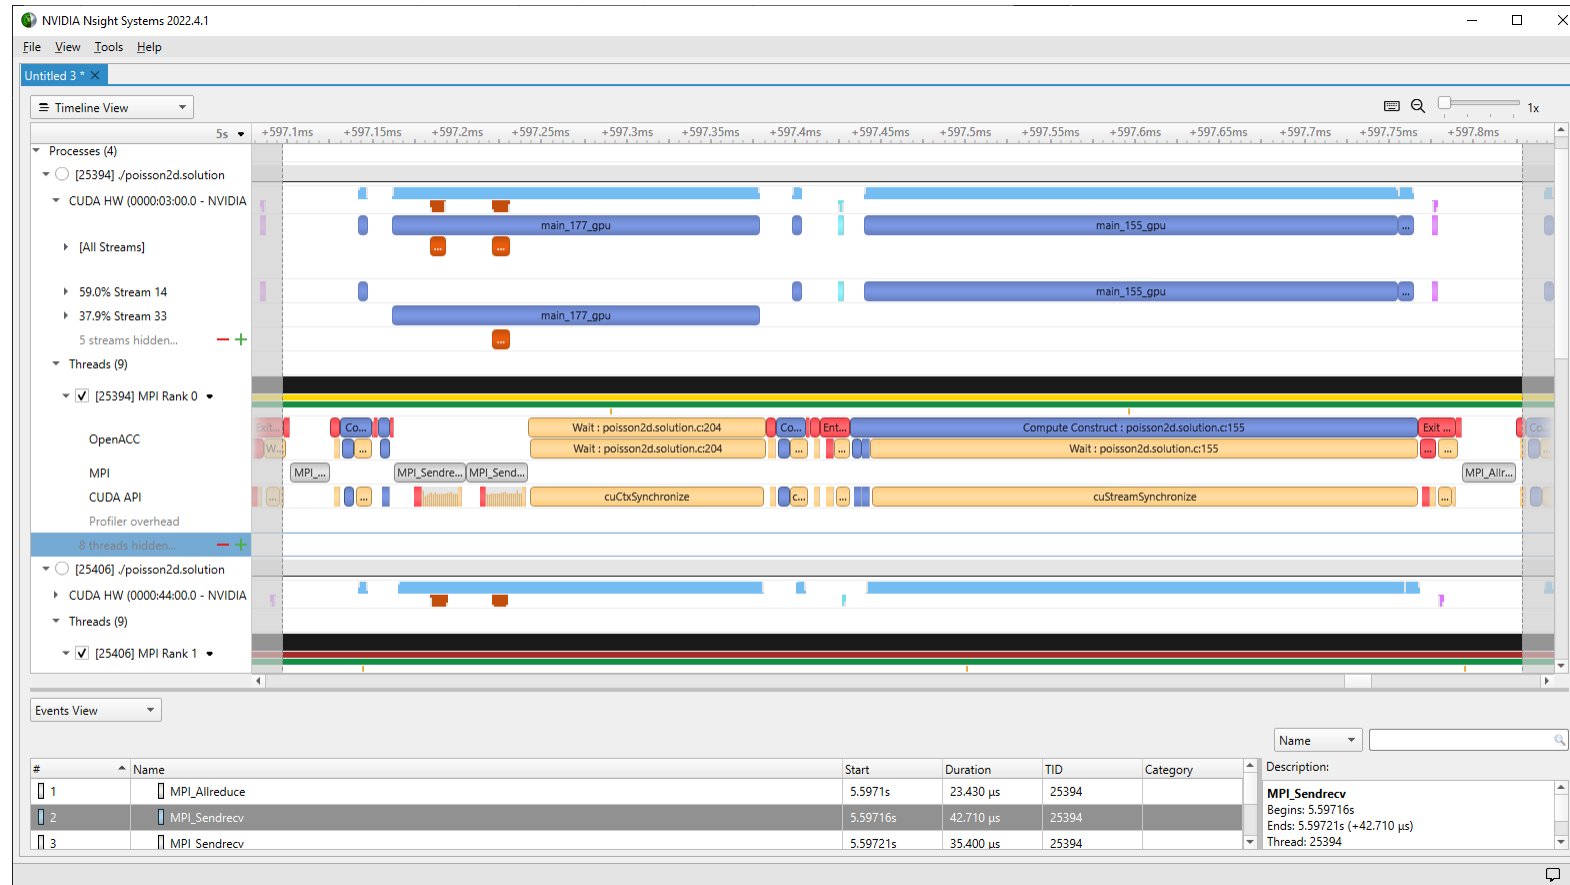 NVIDIA Nsight Systems 2022.4.1
File View Tools Help
Untitled 3 *
Timeline View
1x
5s
+597.1ms +597.15ms +597.2ms +597.25ms +597.3ms +597.35ms +597.4ms +597.45ms +597.5ms +597.55ms +597.6ms +597.65ms +597.7ms +597.75ms +597.8ms
Processes (4)
[25394] ./poisson2d.solution
CUDA HW (0000:03:00.0 - NVIDIA
main_177_gpu main_155_gpu ...
[All Streams]
... ...
59.0% Stream 14
main_155_gpu ...
37.9% Stream 33
main_177_gpu
5 streams hidden...
...
Threads (9)
[25394] MPI Rank 0
OpenACC
Exit... Co... Wait : poisson2d.solution.c:204 Co... Ent... Compute Construct : poisson2d.solution.c:155 Exit ... Co...
W... ... Wait : poisson2d.solution.c:204 ... ... Wait : poisson2d.solution.c:155 ... ...
MPI
MPI_... MPI_Sendre... MPI_Send... MPI_Allr...
CUDA API
... ... cuCtxSynchronize c... ... cuStreamSynchronize ...
Profiler overhead
8 threads hidden...
[25406] ./poisson2d.solution
CUDA HW (0000:44:00.0 - NVIDIA
Threads (9)
[25406] MPI Rank 1
Events View
Name
# Name Start Duration TID Category
Description:
1 MPI_Allreduce 5.5971s 23.430 µs 25394
2 MPI_Sendrecv 5.59716s 42.710 µs 25394
3 MPI_Sendrecv 5.59721s 35.400 µs 25394
MPI_Sendrecv
Begins: 5.59716s
Ends: 5.59721s (+42.710 µs)
Thread: 25394